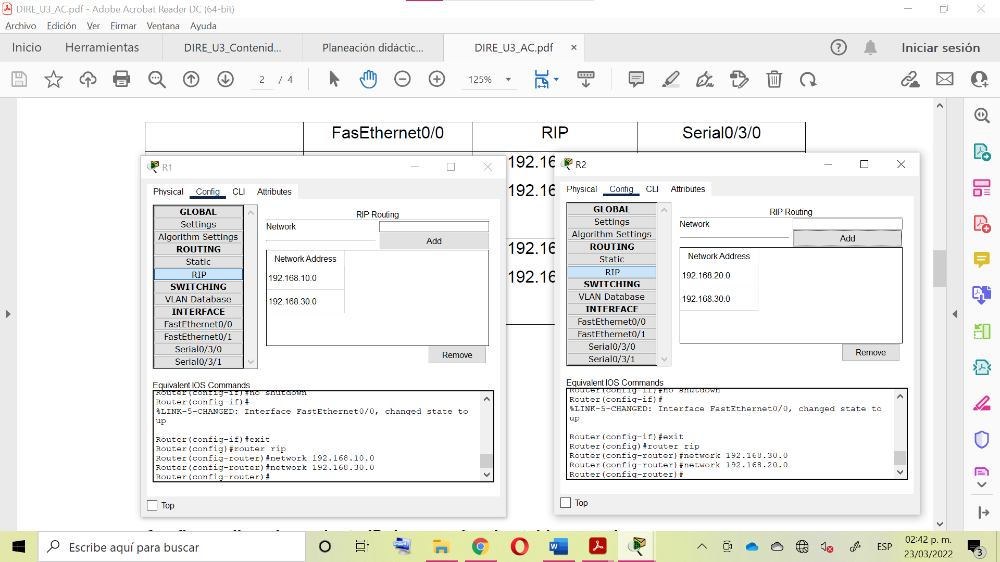 DIRE_U3_AC.pdf - Adobe Acrobat Reader DC (64-bit)
Archivo Edición Ver Firmar Ventana Ayuda
Inicio Herramientas DIRE_U3_Contenid... Planeación didáctic... DIRE_U3_AC.pdf × Iniciar sesión
2 / 4 125%
FasEthernet0/0 RIP Serial0/3/0
192.16
192.16
192.16
192.16
R1
Physical Config CLI Attributes
GLOBAL
Settings
Algorithm Settings
ROUTING
Static
RIP
SWITCHING
VLAN Database
INTERFACE
FastEthernet0/0
FastEthernet0/1
Serial0/3/0
Serial0/3/1
RIP Routing
Network
Add
Network Address
192.168.10.0
192.168.30.0
Remove
Equivalent IOS Commands
Router(config-if)#no shutdown
Router(config-if)#
%LINK-5-CHANGED: Interface FastEthernet0/0, changed state to
up
Router(config-if)#exit
Router(config)#router rip
Router(config-router)#network 192.168.10.0
Router(config-router)#network 192.168.30.0
Router(config-router)#
Top
R2
Physical Config CLI Attributes
GLOBAL
Settings
Algorithm Settings
ROUTING
Static
RIP
SWITCHING
VLAN Database
INTERFACE
FastEthernet0/0
FastEthernet0/1
Serial0/3/0
Serial0/3/1
RIP Routing
Network
Add
Network Address
192.168.20.0
192.168.30.0
Remove
Equivalent IOS Commands
Router(config-if)#no shutdown
Router(config-if)#
%LINK-5-CHANGED: Interface FastEthernet0/0, changed state to
up
Router(config-if)#exit
Router(config)#router rip
Router(config-router)#network 192.168.30.0
Router(config-router)#network 192.168.20.0
Router(config-router)#
Top
Escribe aquí para buscar
ESP
02:42 p. m.
23/03/2022
3